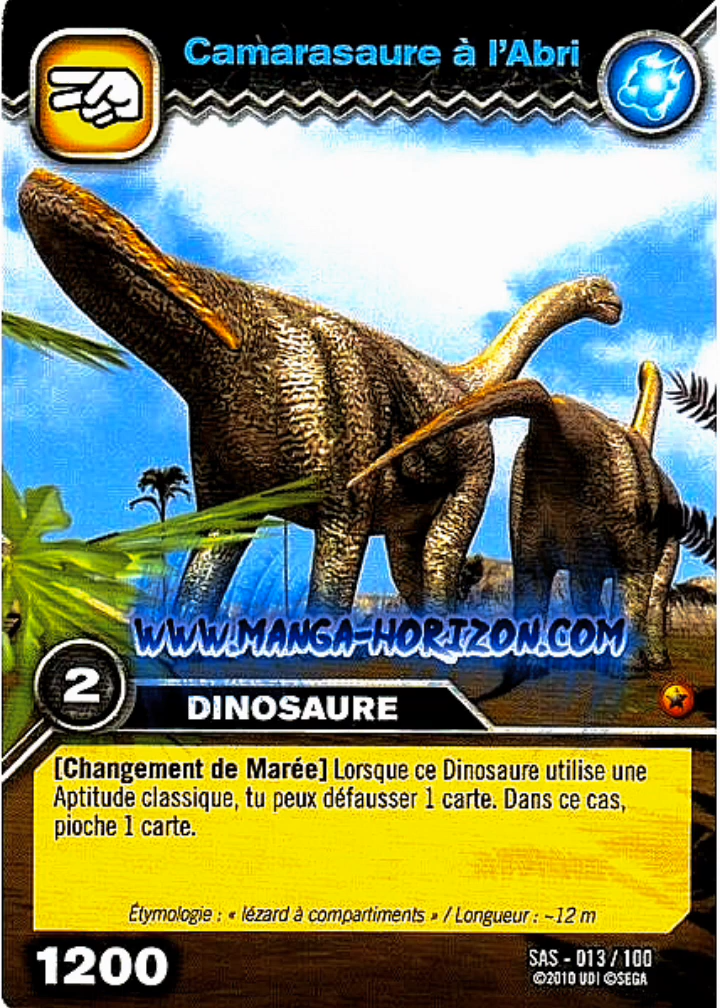 Camarasaure à l'Abri
WWW.MANGA-HORIZON.COM
2
DINOSAURE
[Changement de Marée] Lorsque ce Dinosaure utilise une
Aptitude classique, tu peux défausser 1 carte. Dans ce cas,
pioche 1 carte.
Étymologie : « lézard à compartiments » / Longueur : ~12 m
1200
SAS - 013 / 100
©2010 UDI ©SEGA